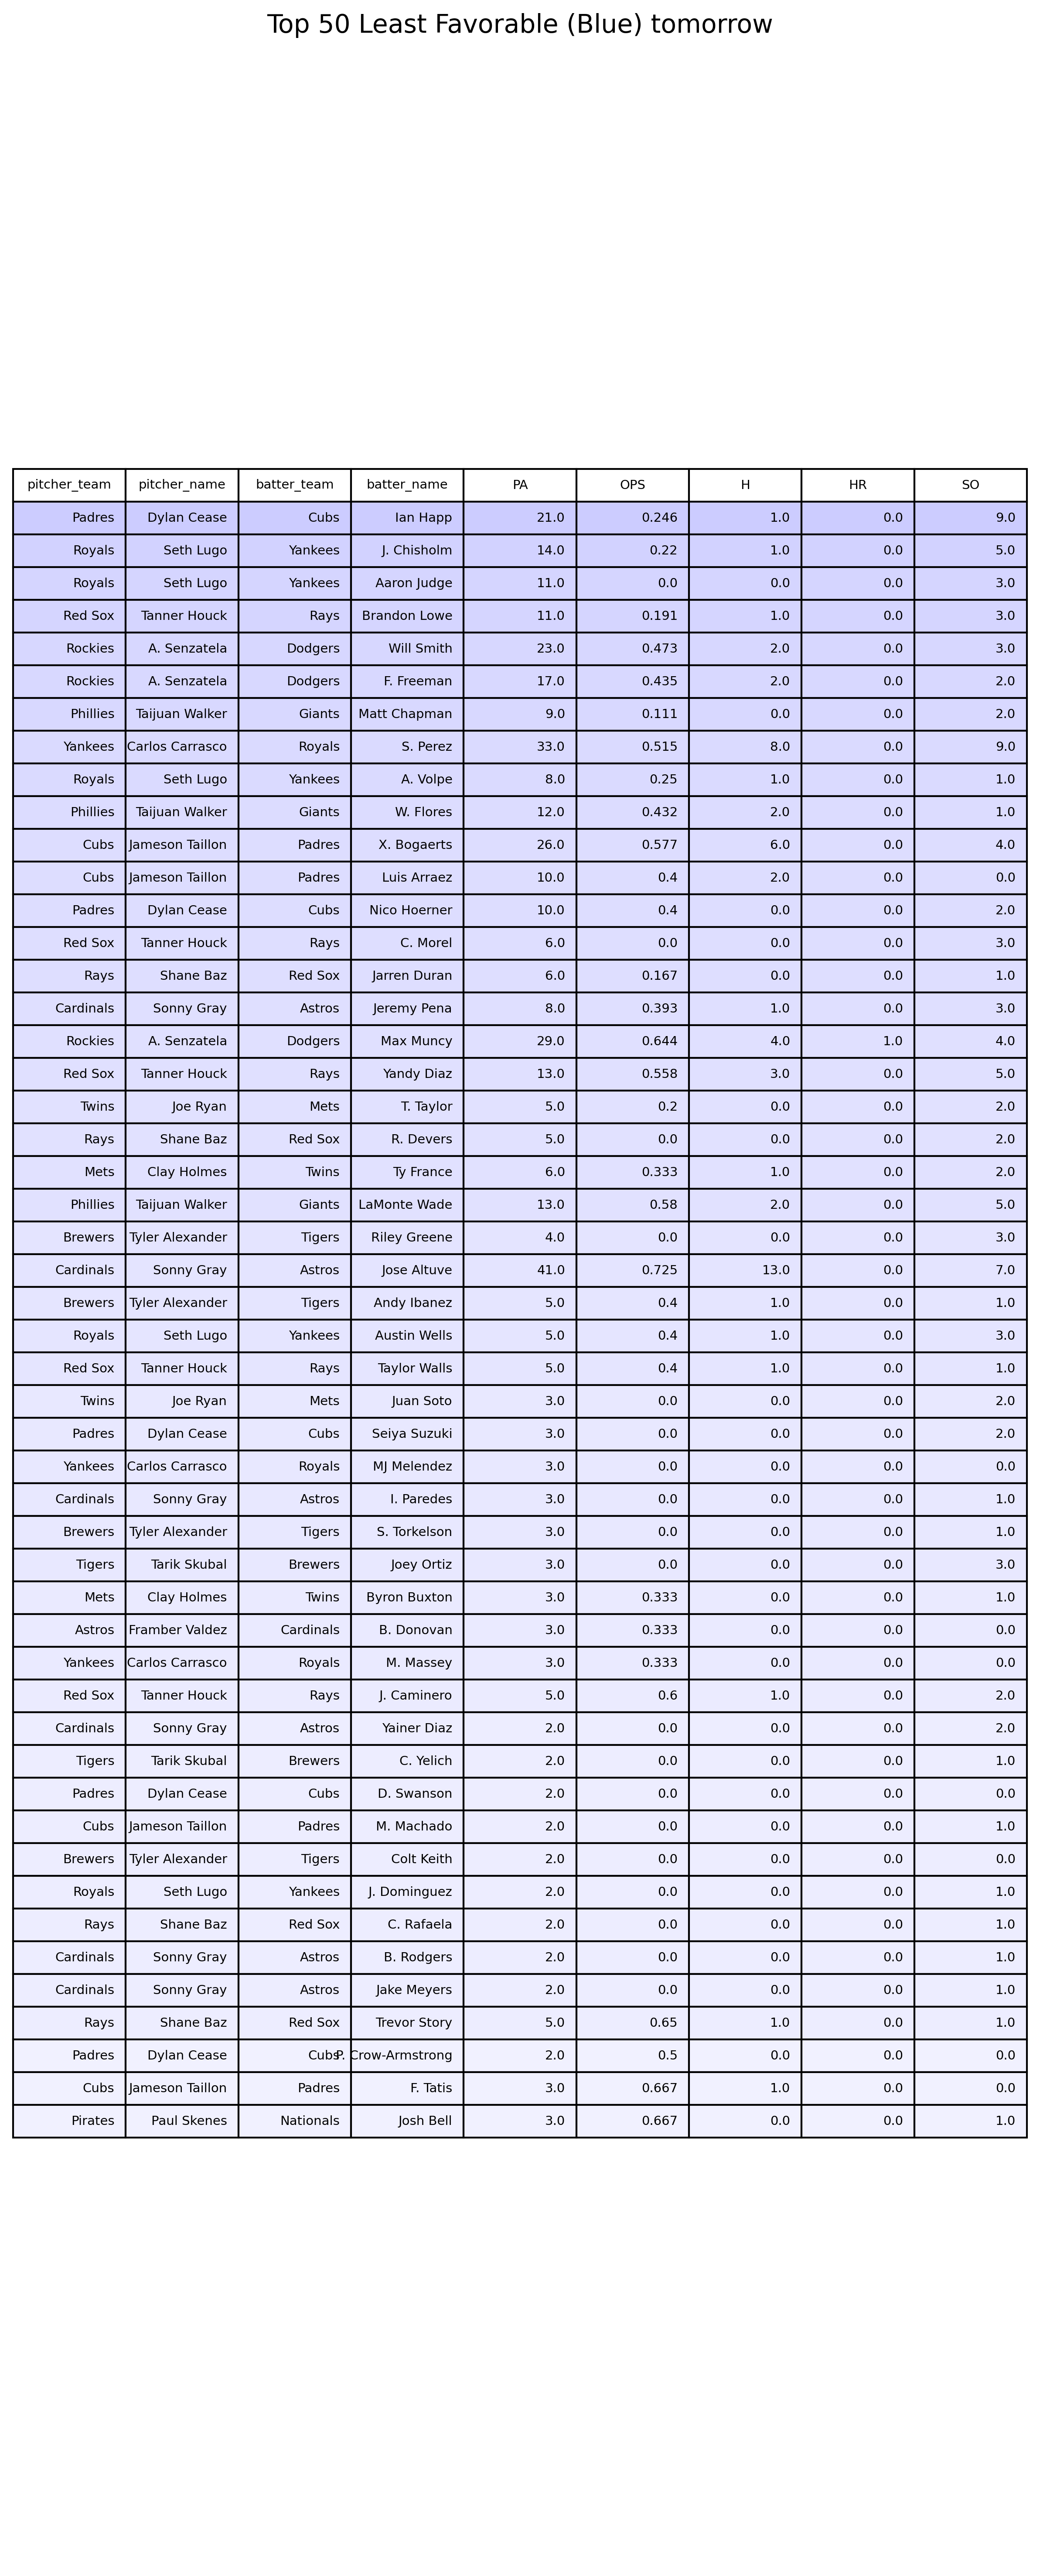 Top 50 Least Favorable (Blue) tomorrow
pitcher_team pitcher_name batter_team batter_name PA OPS H HR SO
Padres Dylan Cease Cubs Ian Happ 21.0 0.246 1.0 0.0 9.0
Royals Seth Lugo Yankees J. Chisholm 14.0 0.22 1.0 0.0 5.0
Royals Seth Lugo Yankees Aaron Judge 11.0 0.0 0.0 0.0 3.0
Red Sox Tanner Houck Rays Brandon Lowe 11.0 0.191 1.0 0.0 3.0
Rockies A. Senzatela Dodgers Will Smith 23.0 0.473 2.0 0.0 3.0
Rockies A. Senzatela Dodgers F. Freeman 17.0 0.435 2.0 0.0 2.0
Phillies Taijuan Walker Giants Matt Chapman 9.0 0.111 0.0 0.0 2.0
Yankees Carlos Carrasco Royals S. Perez 33.0 0.515 8.0 0.0 9.0
Royals Seth Lugo Yankees A. Volpe 8.0 0.25 1.0 0.0 1.0
Phillies Taijuan Walker Giants W. Flores 12.0 0.432 2.0 0.0 1.0
Cubs Jameson Taillon Padres X. Bogaerts 26.0 0.577 6.0 0.0 4.0
Cubs Jameson Taillon Padres Luis Arraez 10.0 0.4 2.0 0.0 0.0
Padres Dylan Cease Cubs Nico Hoerner 10.0 0.4 0.0 0.0 2.0
Red Sox Tanner Houck Rays C. Morel 6.0 0.0 0.0 0.0 3.0
Rays Shane Baz Red Sox Jarren Duran 6.0 0.167 0.0 0.0 1.0
Cardinals Sonny Gray Astros Jeremy Pena 8.0 0.393 1.0 0.0 3.0
Rockies A. Senzatela Dodgers Max Muncy 29.0 0.644 4.0 1.0 4.0
Red Sox Tanner Houck Rays Yandy Diaz 13.0 0.558 3.0 0.0 5.0
Twins Joe Ryan Mets T. Taylor 5.0 0.2 0.0 0.0 2.0
Rays Shane Baz Red Sox R. Devers 5.0 0.0 0.0 0.0 2.0
Mets Clay Holmes Twins Ty France 6.0 0.333 1.0 0.0 2.0
Phillies Taijuan Walker Giants LaMonte Wade 13.0 0.58 2.0 0.0 5.0
Brewers Tyler Alexander Tigers Riley Greene 4.0 0.0 0.0 0.0 3.0
Cardinals Sonny Gray Astros Jose Altuve 41.0 0.725 13.0 0.0 7.0
Brewers Tyler Alexander Tigers Andy Ibanez 5.0 0.4 1.0 0.0 1.0
Royals Seth Lugo Yankees Austin Wells 5.0 0.4 1.0 0.0 3.0
Red Sox Tanner Houck Rays Taylor Walls 5.0 0.4 1.0 0.0 1.0
Twins Joe Ryan Mets Juan Soto 3.0 0.0 0.0 0.0 2.0
Padres Dylan Cease Cubs Seiya Suzuki 3.0 0.0 0.0 0.0 2.0
Yankees Carlos Carrasco Royals MJ Melendez 3.0 0.0 0.0 0.0 0.0
Cardinals Sonny Gray Astros I. Paredes 3.0 0.0 0.0 0.0 1.0
Brewers Tyler Alexander Tigers S. Torkelson 3.0 0.0 0.0 0.0 1.0
Tigers Tarik Skubal Brewers Joey Ortiz 3.0 0.0 0.0 0.0 3.0
Mets Clay Holmes Twins Byron Buxton 3.0 0.333 0.0 0.0 1.0
Astros Framber Valdez Cardinals B. Donovan 3.0 0.333 0.0 0.0 0.0
Yankees Carlos Carrasco Royals M. Massey 3.0 0.333 0.0 0.0 0.0
Red Sox Tanner Houck Rays J. Caminero 5.0 0.6 1.0 0.0 2.0
Cardinals Sonny Gray Astros Yainer Diaz 2.0 0.0 0.0 0.0 2.0
Tigers Tarik Skubal Brewers C. Yelich 2.0 0.0 0.0 0.0 1.0
Padres Dylan Cease Cubs D. Swanson 2.0 0.0 0.0 0.0 0.0
Cubs Jameson Taillon Padres M. Machado 2.0 0.0 0.0 0.0 1.0
Brewers Tyler Alexander Tigers Colt Keith 2.0 0.0 0.0 0.0 0.0
Royals Seth Lugo Yankees J. Dominguez 2.0 0.0 0.0 0.0 1.0
Rays Shane Baz Red Sox C. Rafaela 2.0 0.0 0.0 0.0 1.0
Cardinals Sonny Gray Astros B. Rodgers 2.0 0.0 0.0 0.0 1.0
Cardinals Sonny Gray Astros Jake Meyers 2.0 0.0 0.0 0.0 1.0
Rays Shane Baz Red Sox Trevor Story 5.0 0.65 1.0 0.0 1.0
Padres Dylan Cease Cubs P. Crow-Armstrong 2.0 0.5 0.0 0.0 0.0
Cubs Jameson Taillon Padres F. Tatis 3.0 0.667 1.0 0.0 0.0
Pirates Paul Skenes Nationals Josh Bell 3.0 0.667 0.0 0.0 1.0